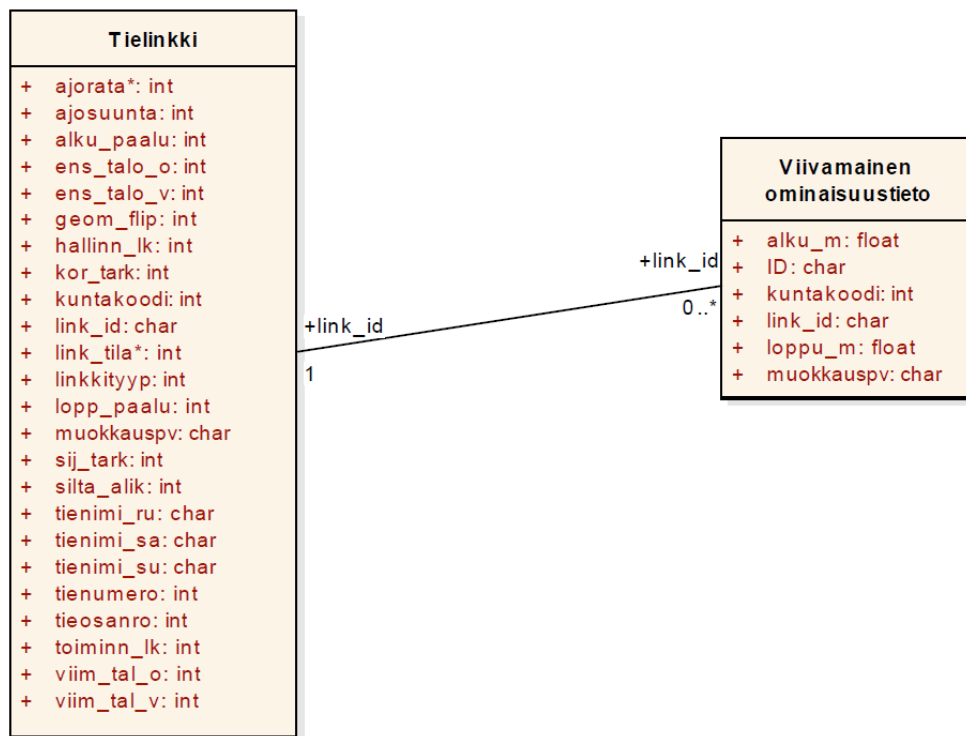 Tielinkki
+ ajorata*: int
+ ajosuunta: int
+ alku_paalu: int
+ ens_talo_o: int
+ ens_talo_v: int
+ geom_flip: int
+ hallinn_lk: int
+ kor_tark: int
+ kuntakoodi: int
+ link_id: char
+ link_tila*: int
+ linkkityyp: int
+ lopp_paalu: int
+ muokkauspv: char
+ sij_tark: int
+ silta_alik: int
+ tienimi_ru: char
+ tienimi_sa: char
+ tienimi_su: char
+ tienumero: int
+ tieosanro: int
+ toiminn_lk: int
+ viim_tal_o: int
+ viim_tal_v: int
+link_id
1
+link_id
0..*
Viivamainen
ominaisuustieto
+ alku_m: float
+ ID: char
+ kuntakoodi: int
+ link_id: char
+ loppu_m: float
+ muokkauspv: char